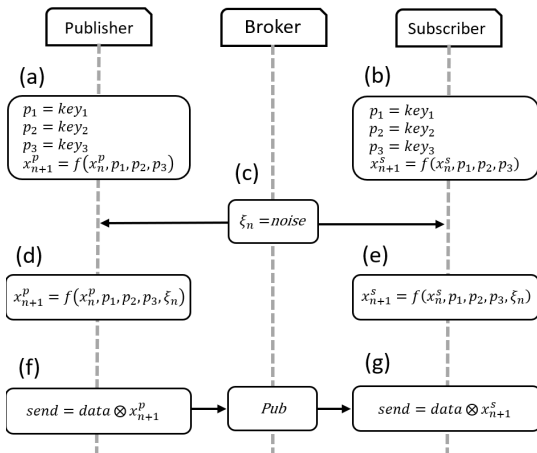 Publisher
Broker
Subscriber
(a)
(b)
p₁ = key₁
p₂ = key₂
p₃ = key₃
xᵖₙ₊₁ = f(xᵖₙ, p₁, p₂, p₃)
p₁ = key₁
p₂ = key₂
p₃ = key₃
xˢₙ₊₁ = f(xˢₙ, p₁, p₂, p₃)
(c)
ξₙ = noise
(d)
(e)
xᵖₙ₊₁ = f(xᵖₙ, p₁, p₂, p₃, ξₙ)
xˢₙ₊₁ = f(xˢₙ, p₁, p₂, p₃, ξₙ)
(f)
(g)
send = data ⊗ xᵖₙ₊₁
Pub
send = data ⊗ xˢₙ₊₁